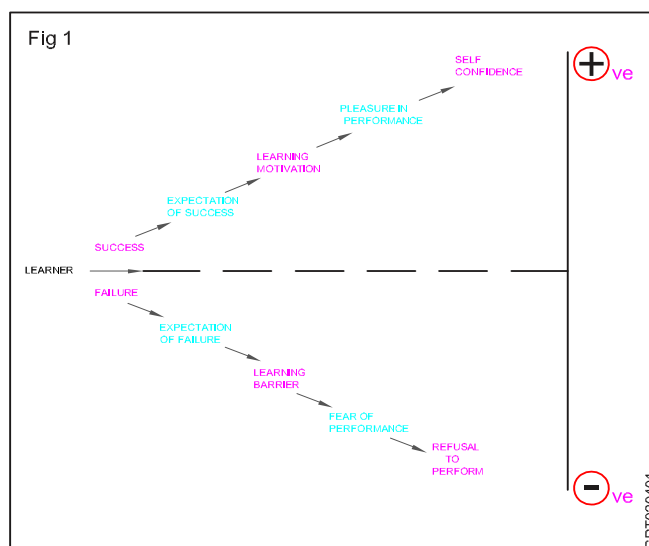 Fig 1
SELF
CONFIDENCE
+ve
PLEASURE IN
PERFORMANCE
LEARNING
MOTIVATION
EXPECTATION
OF SUCCESS
SUCCESS
LEARNER
FAILURE
EXPECTATION
OF FAILURE
LEARNING
BARRIER
FEAR OF
PERFORMANCE
REFUSAL
TO
PERFORM
-ve